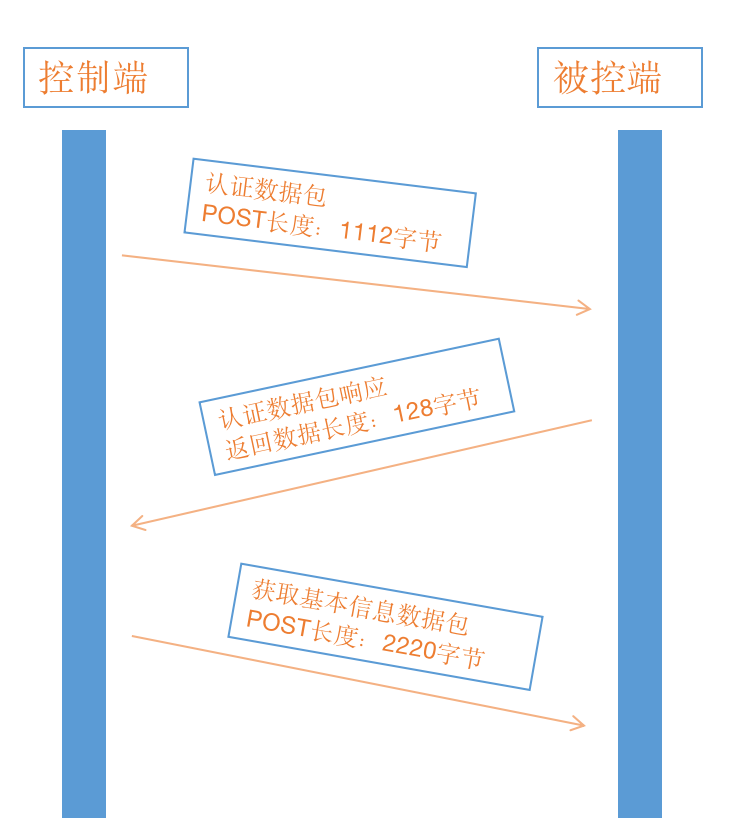 控制端
被控端
认证数据包
POST长度：1112字节
认证数据包响应
返回数据长度：128字节
获取基本信息数据包
POST长度：2220字节